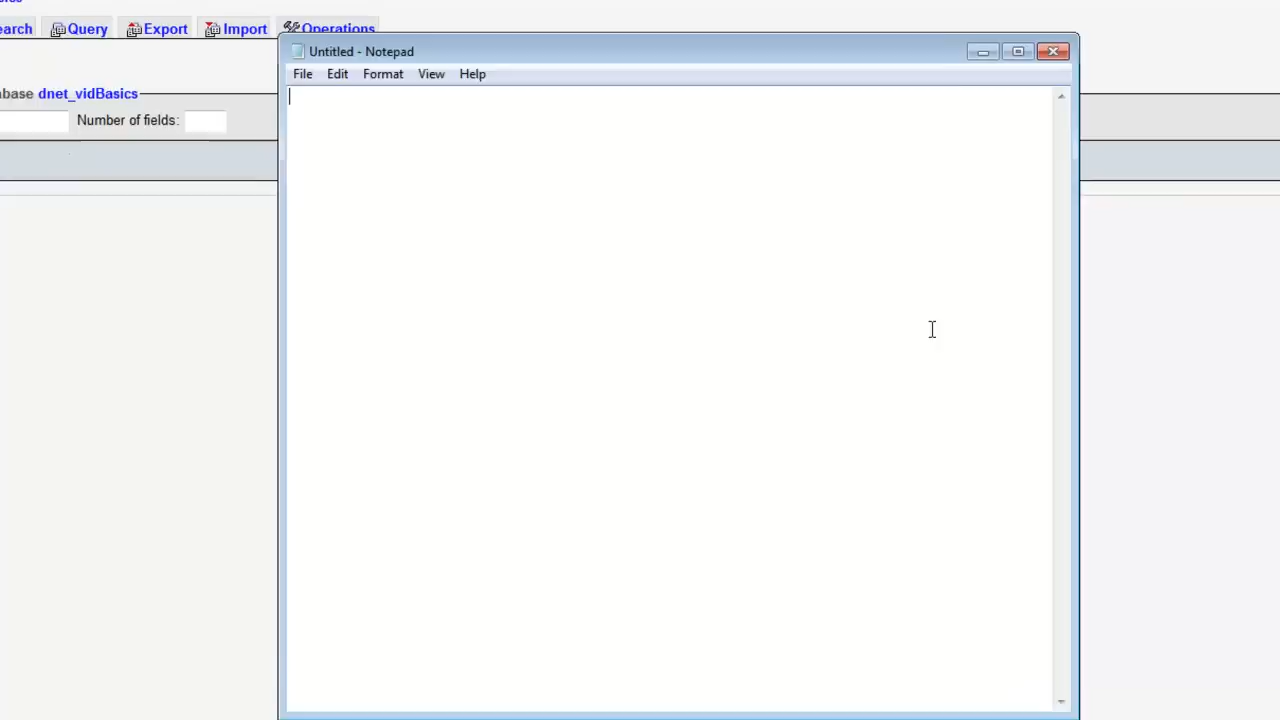 earch Query Export Import Operations
Untitled - Notepad
File Edit Format View Help
abase dnet_vidBasics
Number of fields: